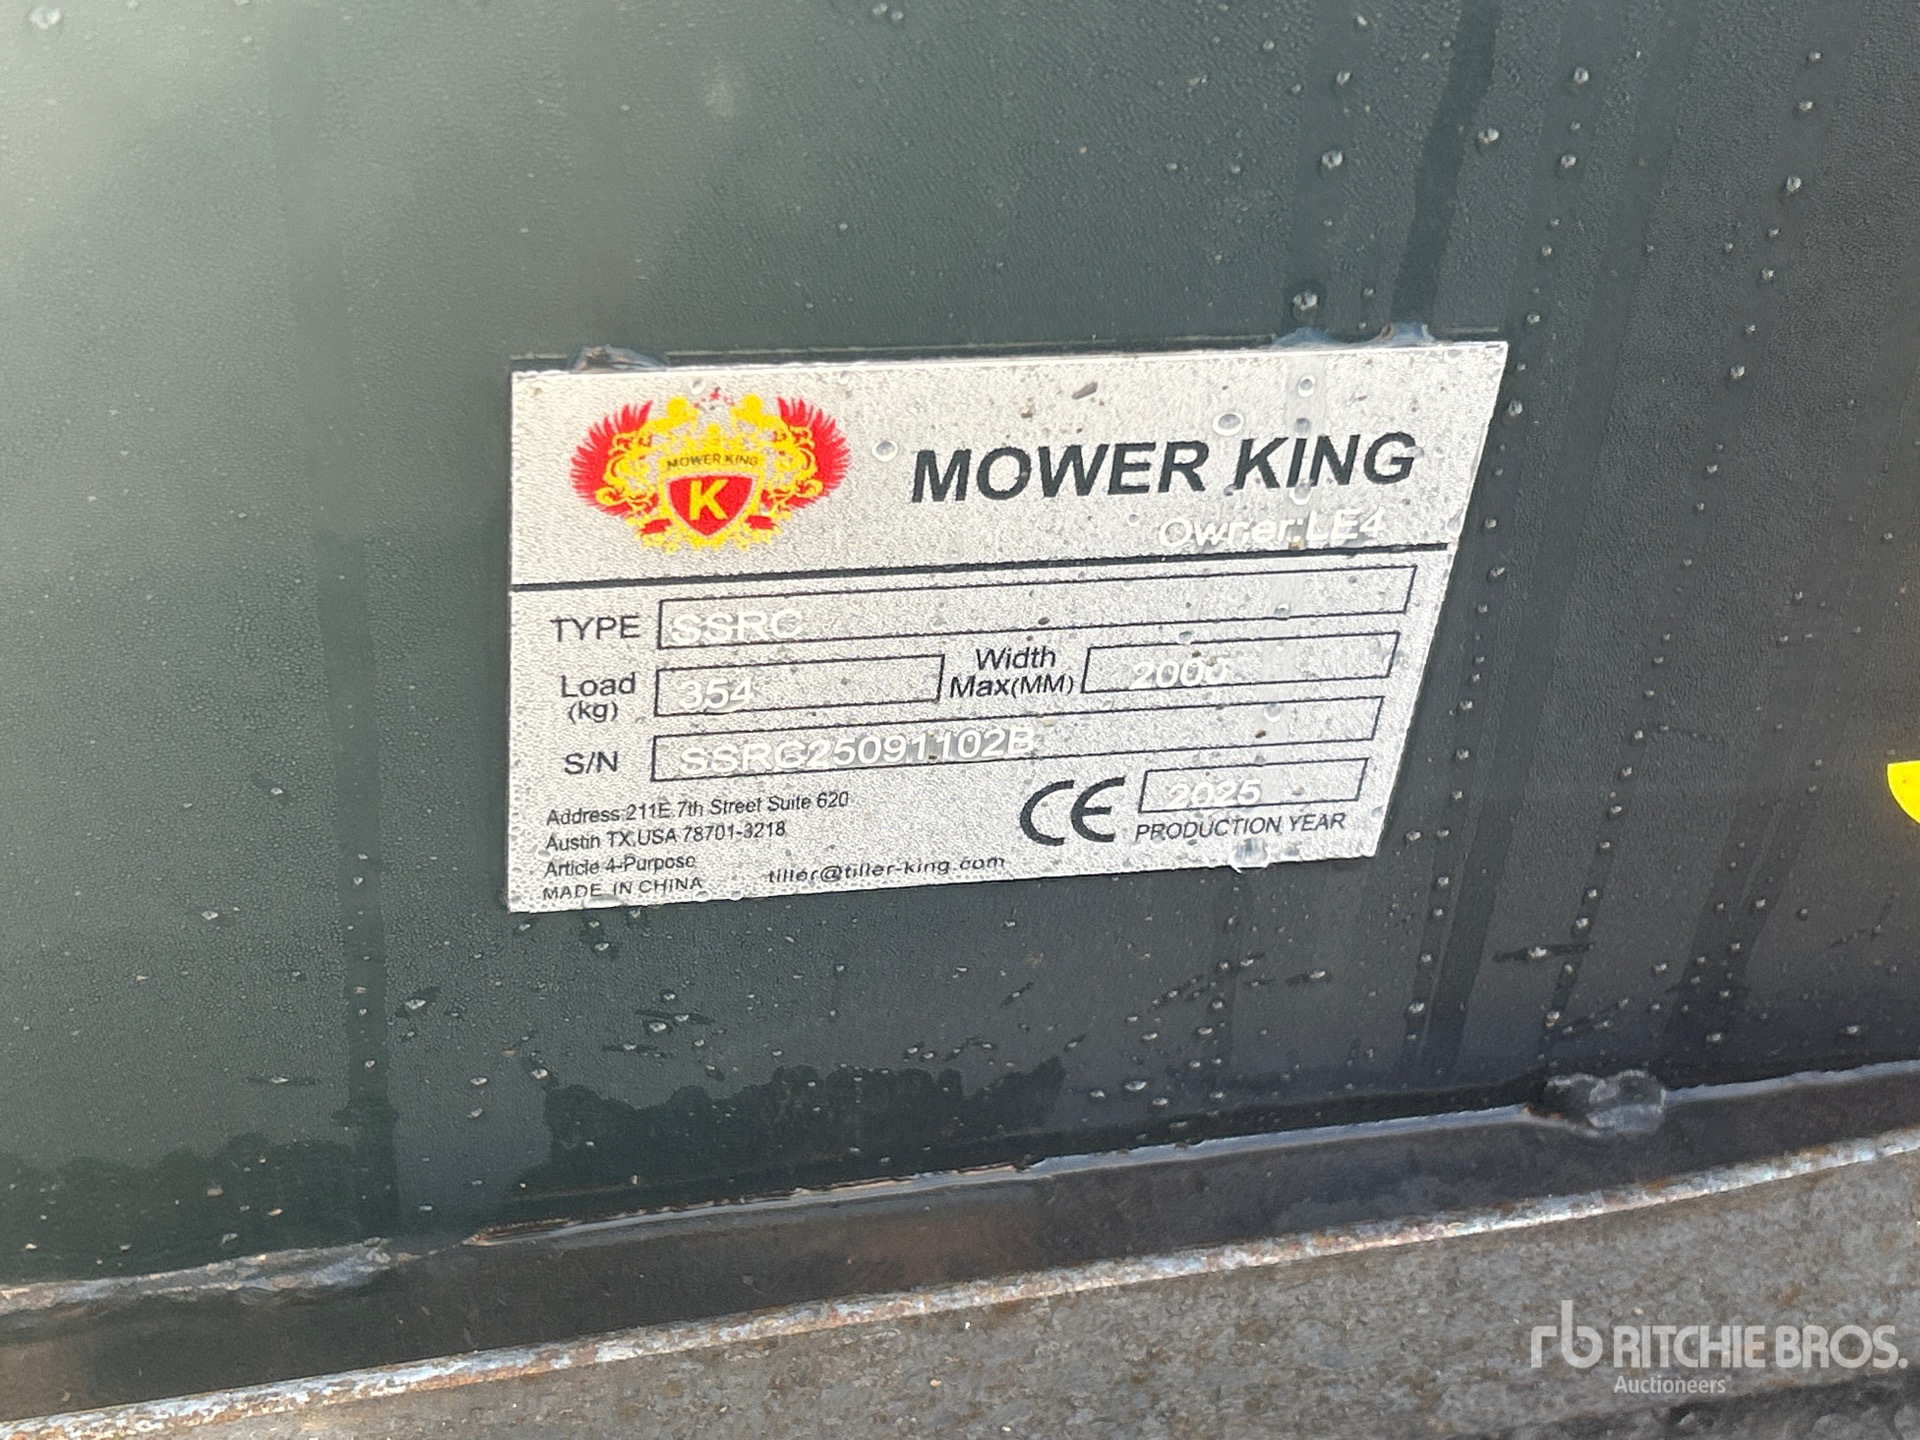 MOWER KING
K
MOWER KING
Owner:LE4
TYPE SSRC
Load (kg) 354 Width Max(MM) 2000
S/N SSRC25091102B
Address:211E.7th Street Suite 620
Austin TX,USA 78701-3218
Article 4-Purpose
MADE IN CHINA
tiller@tiller-king.com
CE 2025
PRODUCTION YEAR
rb RITCHIE BROS.
Auctioneers